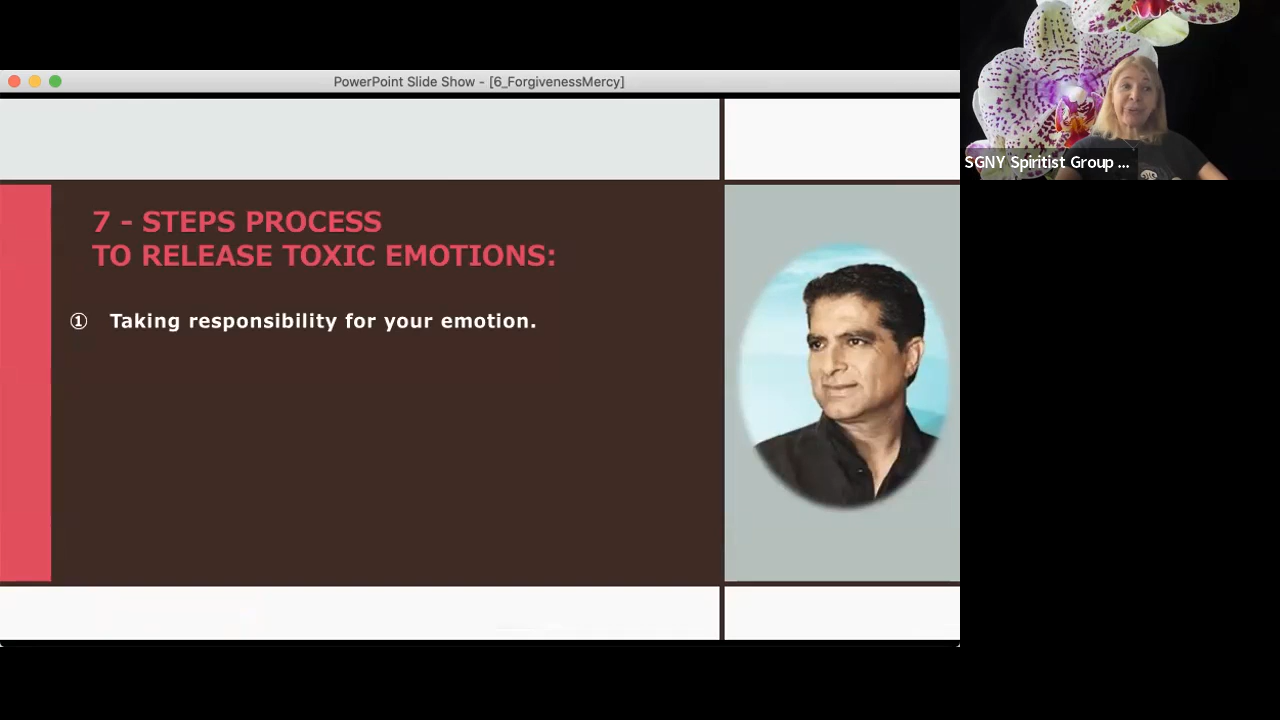 PowerPoint Slide Show - [6_ForgivenessMercy]
SGNY Spiritist Group ...
7 - STEPS PROCESS
TO RELEASE TOXIC EMOTIONS:
① Taking responsibility for your emotion.